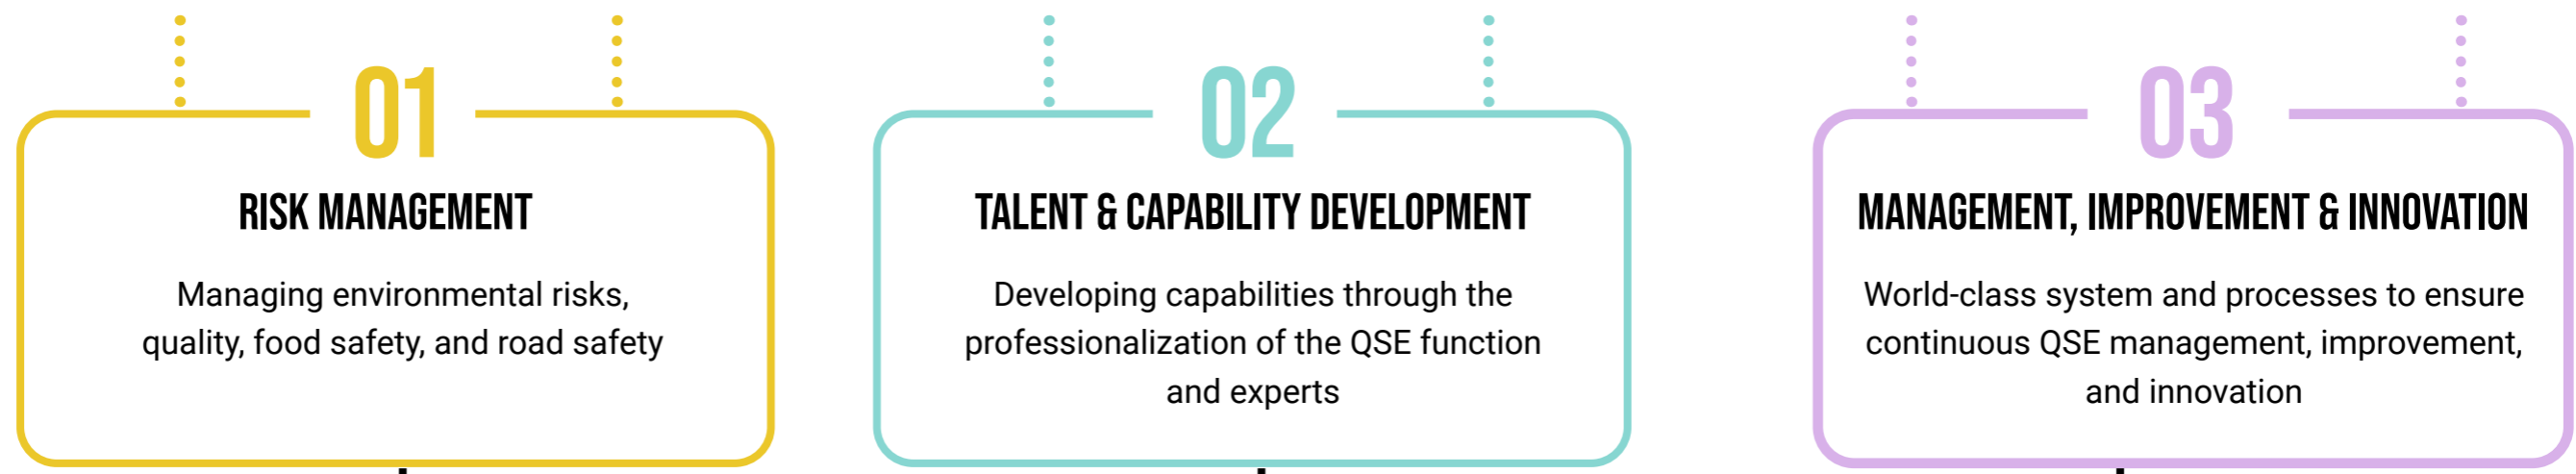 01
RISK MANAGEMENT
Managing environmental risks,
quality, food safety, and road safety
02
TALENT & CAPABILITY DEVELOPMENT
Developing capabilities through the
professionalization of the QSE function
and experts
03
MANAGEMENT, IMPROVEMENT & INNOVATION
World-class system and processes to ensure
continuous QSE management, improvement,
and innovation